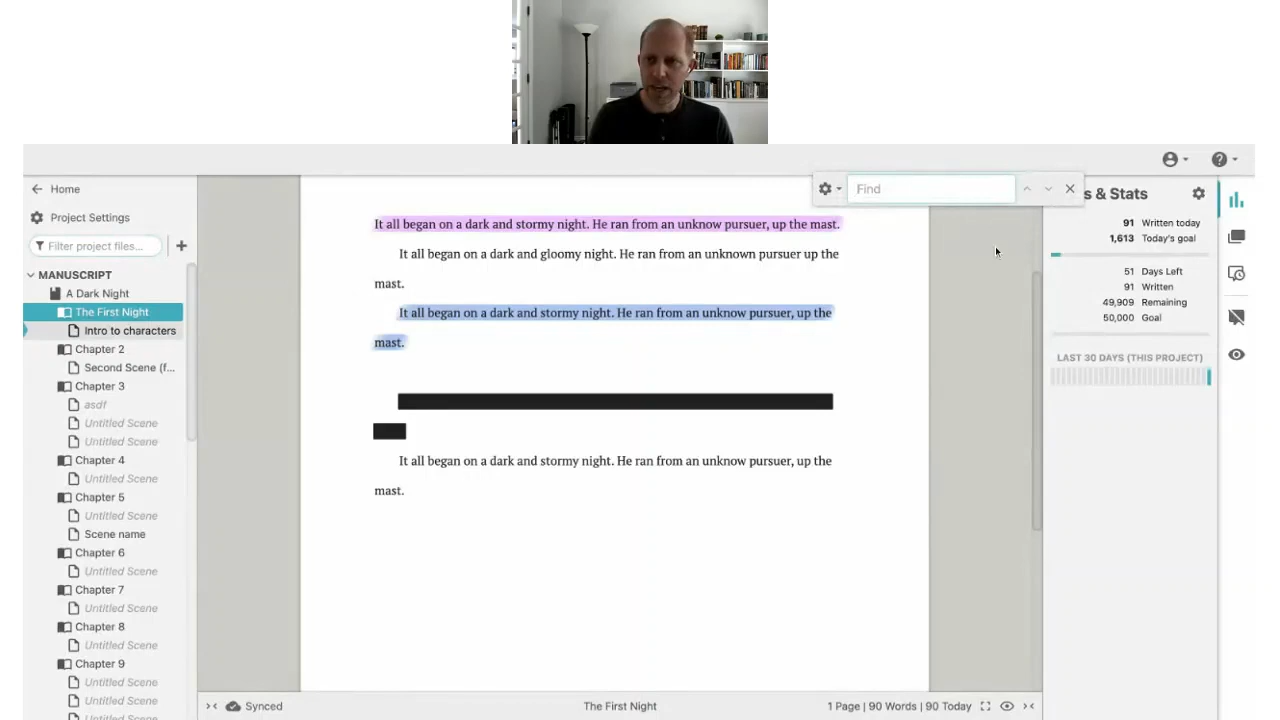 Home
Project Settings
Filter project files...
MANUSCRIPT
A Dark Night
The First Night
Intro to characters
Chapter 2
Second Scene (f...
Chapter 3
asdf
Untitled Scene
Untitled Scene
Chapter 4
Untitled Scene
Chapter 5
Untitled Scene
Scene name
Chapter 6
Untitled Scene
Chapter 7
Untitled Scene
Chapter 8
Untitled Scene
Chapter 9
Untitled Scene
Untitled Scene
Untitled Scene
It all began on a dark and stormy night. He ran from an unknow pursuer, up the mast.
It all began on a dark and gloomy night. He ran from an unknown pursuer up the
mast.
It all began on a dark and stormy night. He ran from an unknow pursuer, up the
mast.
It all began on a dark and stormy night. He ran from an unknow pursuer, up the
mast.
Find
s & Stats
91 Written today
1,613 Today's goal
51 Days Left
91 Written
49,909 Remaining
50,000 Goal
LAST 30 DAYS (THIS PROJECT)
Synced
The First Night
1 Page | 90 Words | 90 Today